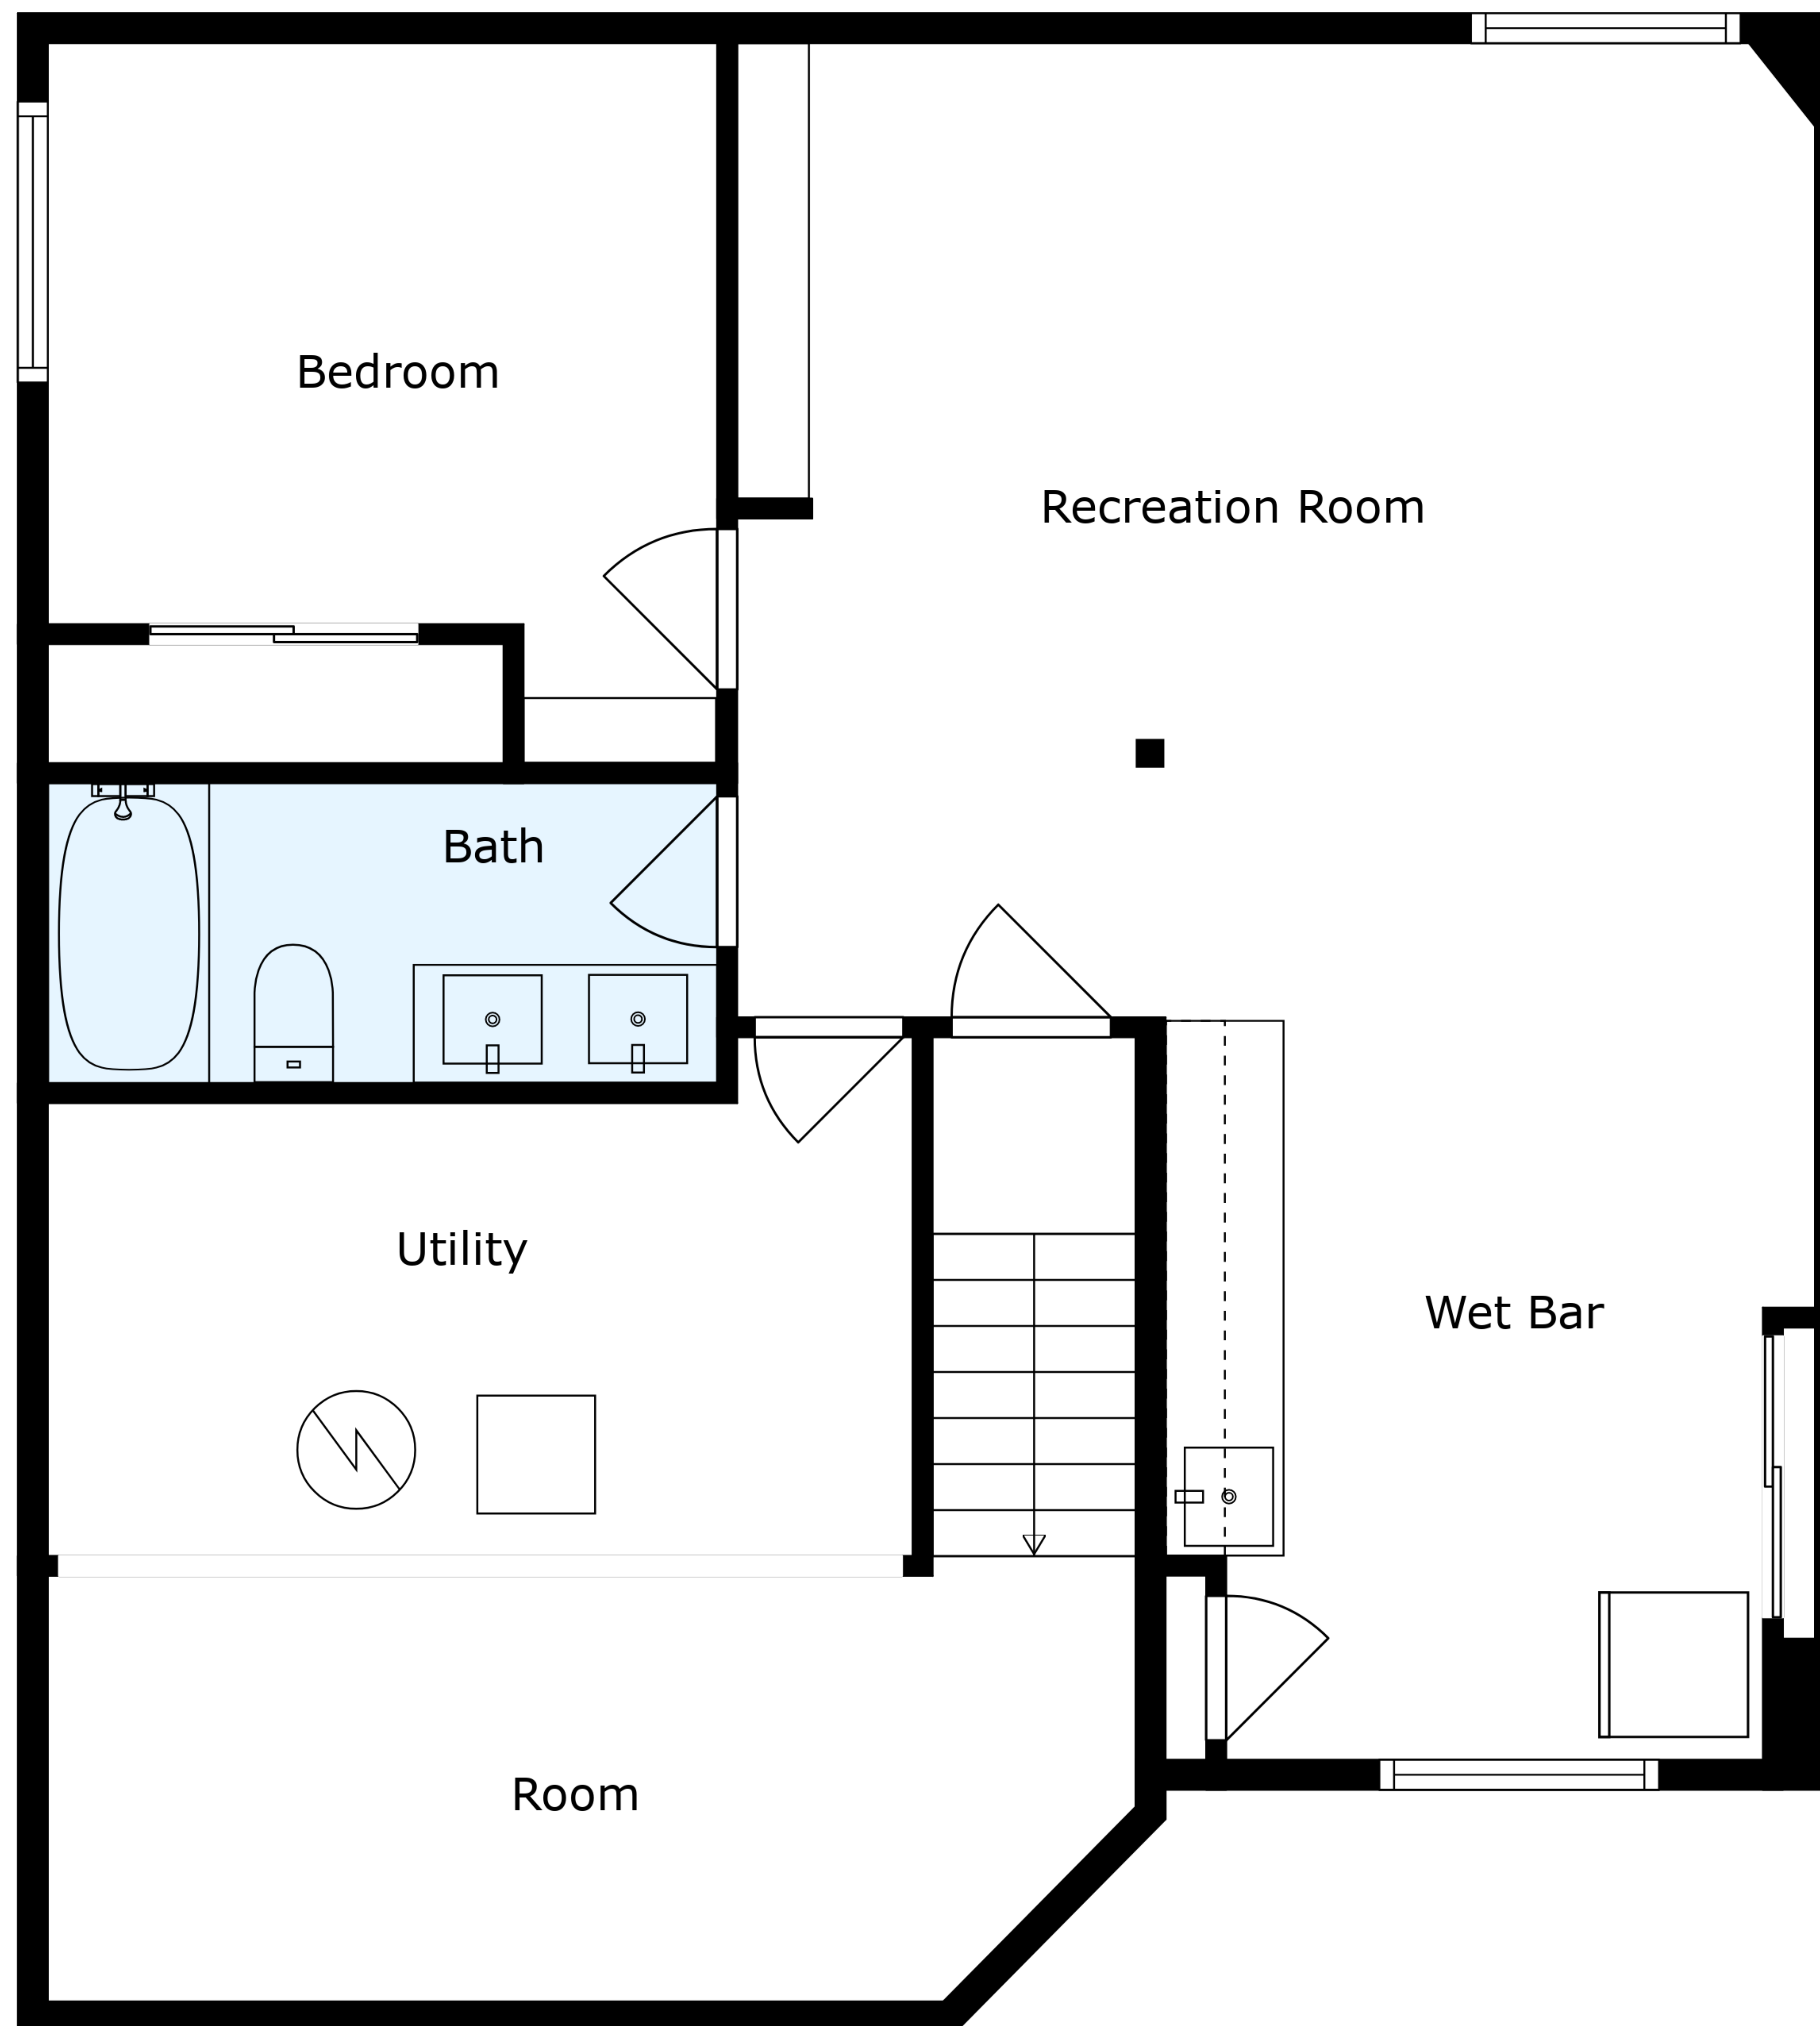 Bedroom
Recreation Room
Bath
Utility
Wet Bar
Room